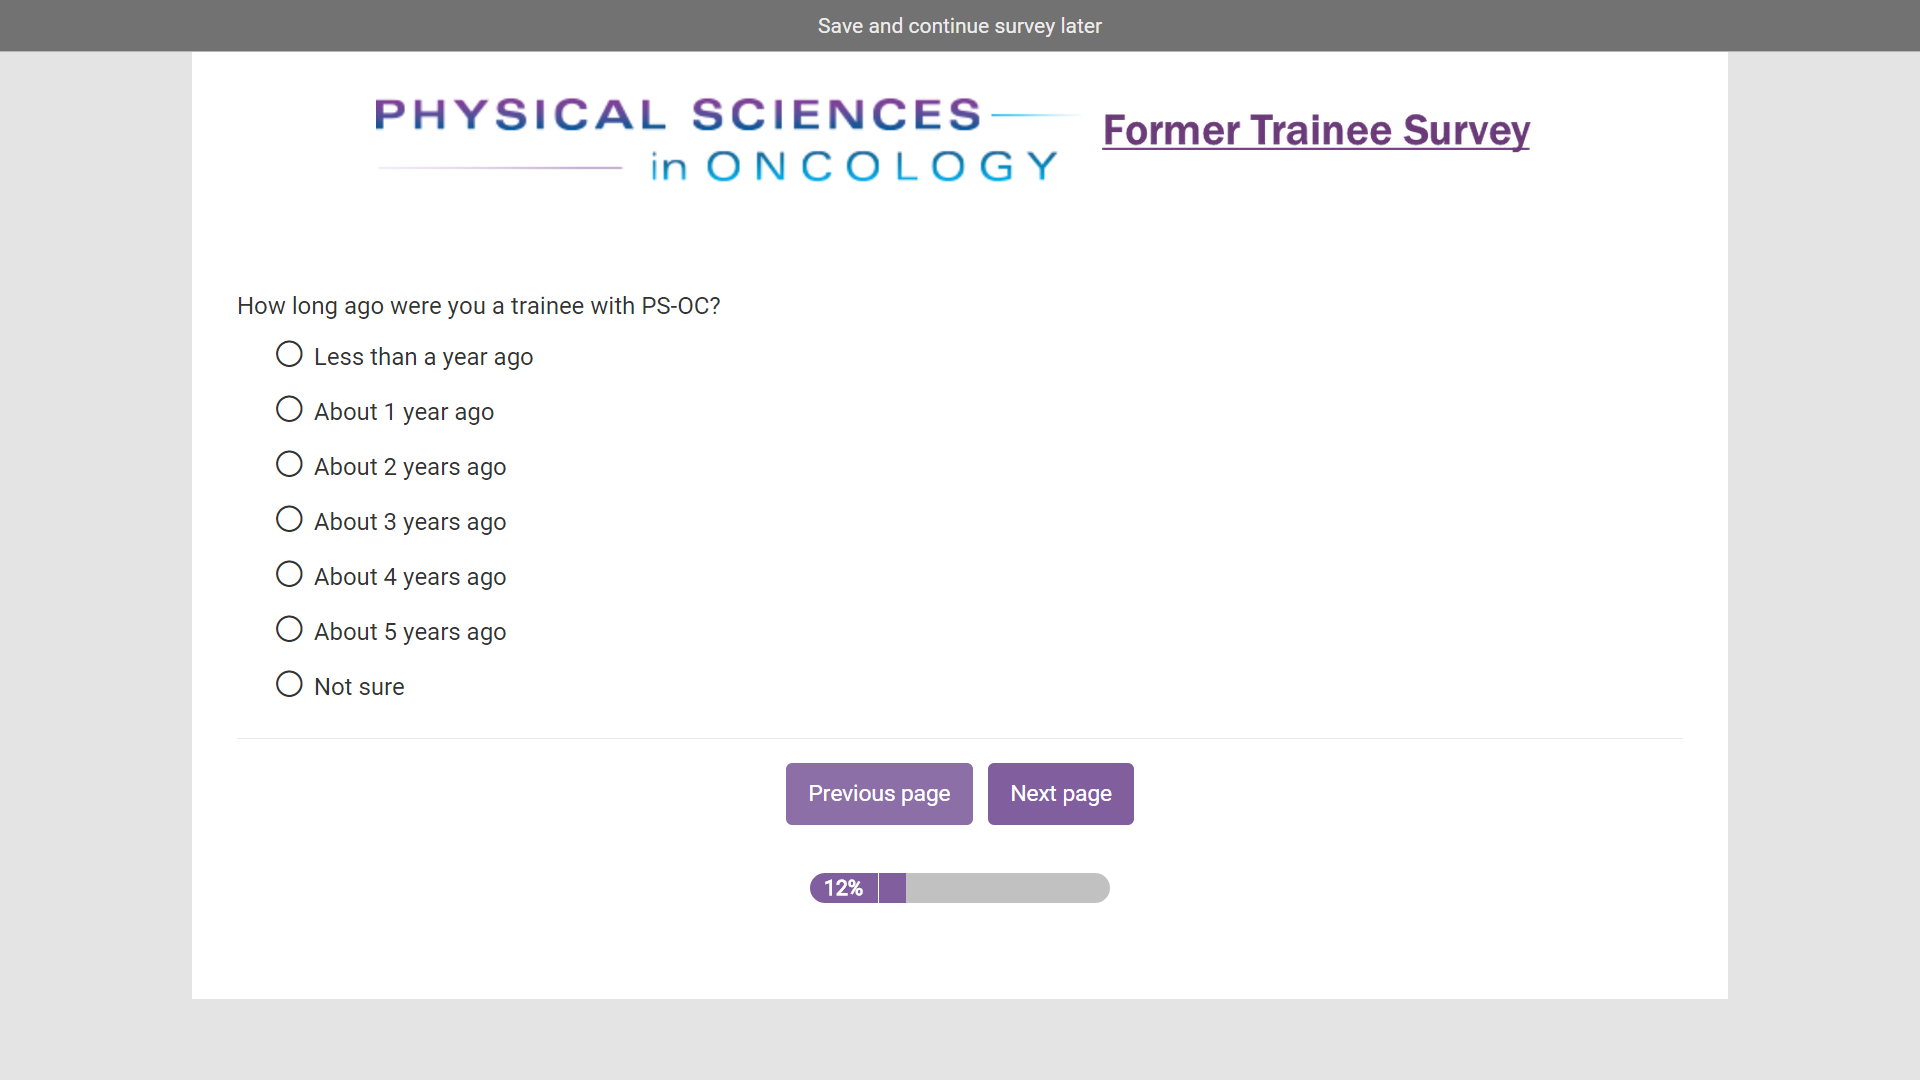 Save and continue survey later
PHYSICAL SCIENCES
in ONCOLOGY
Former Trainee Survey
How long ago were you a trainee with PS-OC?
Less than a year ago
About 1 year ago
About 2 years ago
About 3 years ago
About 4 years ago
About 5 years ago
Not sure
Previous page
Next page
12%